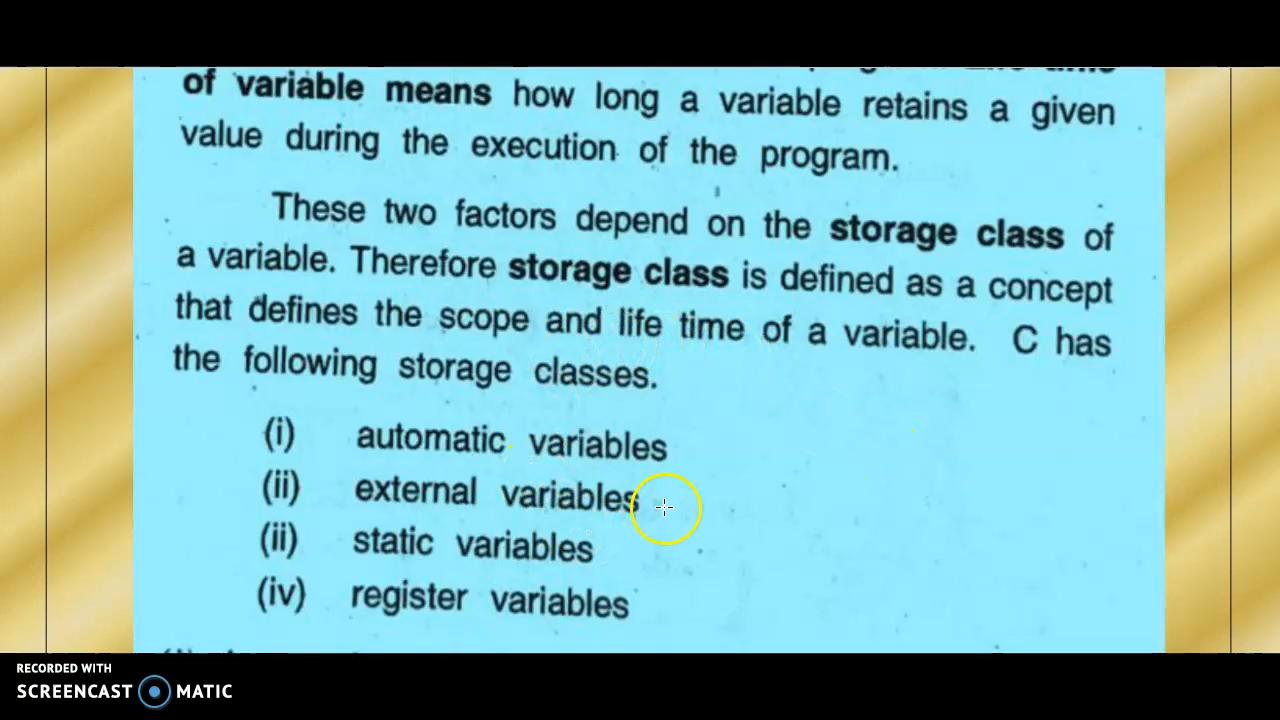 of variable means how long a variable retains a given
value during the execution of the program.
These two factors depend on the storage class of
a variable. Therefore storage class is defined as a concept
that defines the scope and life time of a variable. C has
the following storage classes.
(i) automatic variables
(ii) external variables
(ii) static variables
(iv) register variables
RECORDED WITH
SCREENCAST MATIC